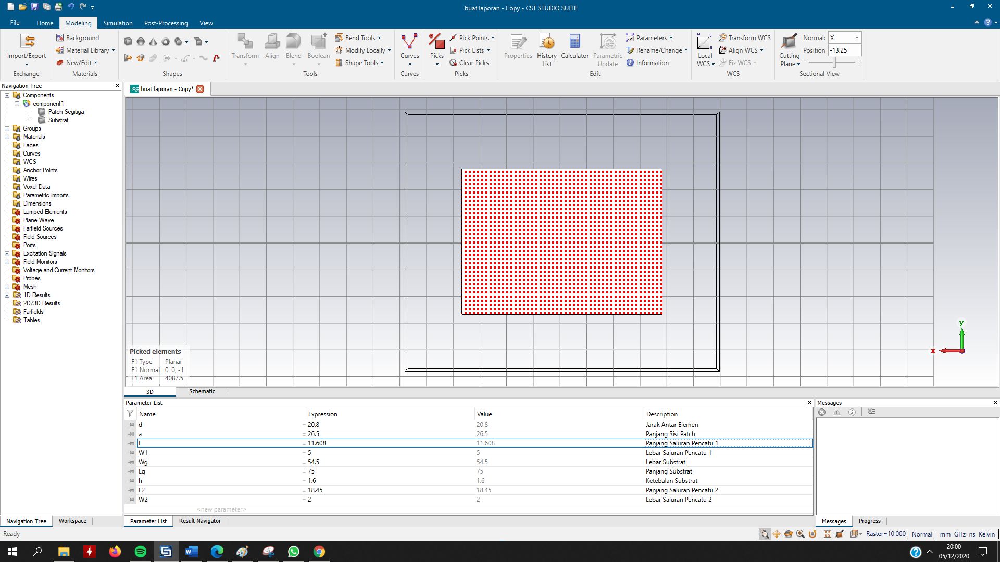 buat laporan - Copy - CST STUDIO SUITE
File Home Modeling Simulation Post-Processing View
Import/Export
Exchange
Background
Material Library
New/Edit
Materials
Shapes
Transform Align Blend Boolean
Bend Tools
Modify Locally
Shape Tools
Tools
Curves
Curves
Picks
Pick Points
Pick Lists
Clear Picks
Picks
Properties History List Calculator Parametric Update
Parameters
Rename/Change
Information
Edit
Local WCS
Transform WCS
Align WCS
Fix WCS
WCS
Cutting Plane
Normal: X
Position: -13.25
Sectional View
Navigation Tree
Components
component1
Patch Segitiga
Substrat
Groups
Materials
Faces
Curves
WCS
Anchor Points
Wires
Voxel Data
Parametric Imports
Dimensions
Lumped Elements
Plane Wave
Farfield Sources
Field Sources
Ports
Excitation Signals
Field Monitors
Voltage and Current Monitors
Probes
Mesh
1D Results
2D/3D Results
Farfields
Tables
Navigation Tree Workspace
buat laporan - Copy*
y
x
Picked elements
F1 Type Planar
F1 Normal 0, 0, -1
F1 Area 4087.5
3D Schematic
Parameter List
Name Expression Value Description
d = 20.8 20.8 Jarak Antar Elemen
a = 26.5 26.5 Panjang Sisi Patch
L = 11.608 11.608 Panjang Saluran Pencatu 1
W1 = 5 5 Lebar Saluran Pencatu 1
Wg = 54.5 54.5 Lebar Substrat
Lg = 75 75 Panjang Substrat
h = 1.6 1.6 Ketebalan Substrat
L2 = 18.45 18.45 Panjang Saluran Pencatu 2
W2 = 2 2 Lebar Saluran Pencatu 2
<new parameter>
Parameter List Result Navigator
Messages
Messages Progress
Ready
Raster=10.000 Normal mm GHz ns Kelvin
20:00
05/12/2020